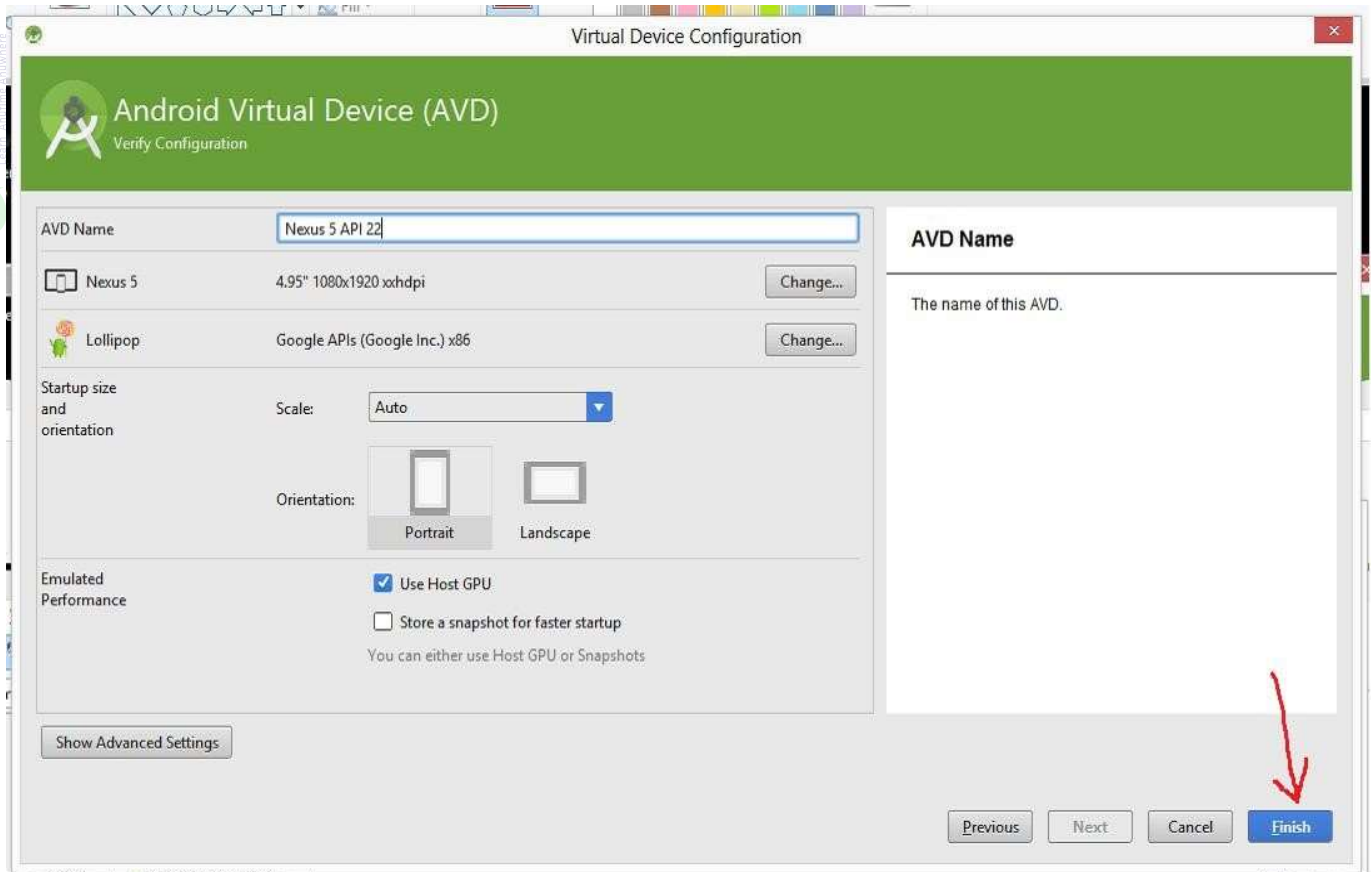 Fill
Virtual Device Configuration
Android Virtual Device (AVD)
Verify Configuration
AVD Name
Nexus 5 API 22
Nexus 5
4.95" 1080x1920 xxhdpi
Change...
Lollipop
Google APIs (Google Inc.) x86
Change...
Startup size
and
orientation
Scale:
Auto
Orientation:
Portrait
Landscape
Emulated
Performance
Use Host GPU
Store a snapshot for faster startup
You can either use Host GPU or Snapshots
Show Advanced Settings
AVD Name
The name of this AVD.
Previous
Next
Cancel
Finish